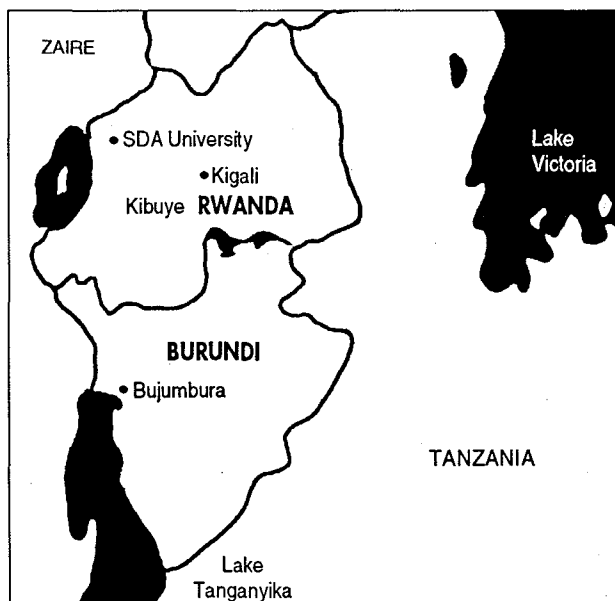 ZAIRE
SDA University
Lake
Victoria
Kigali
Kibuye RWANDA
BURUNDI
Bujumbura
TANZANIA
Lake
Tanganyika